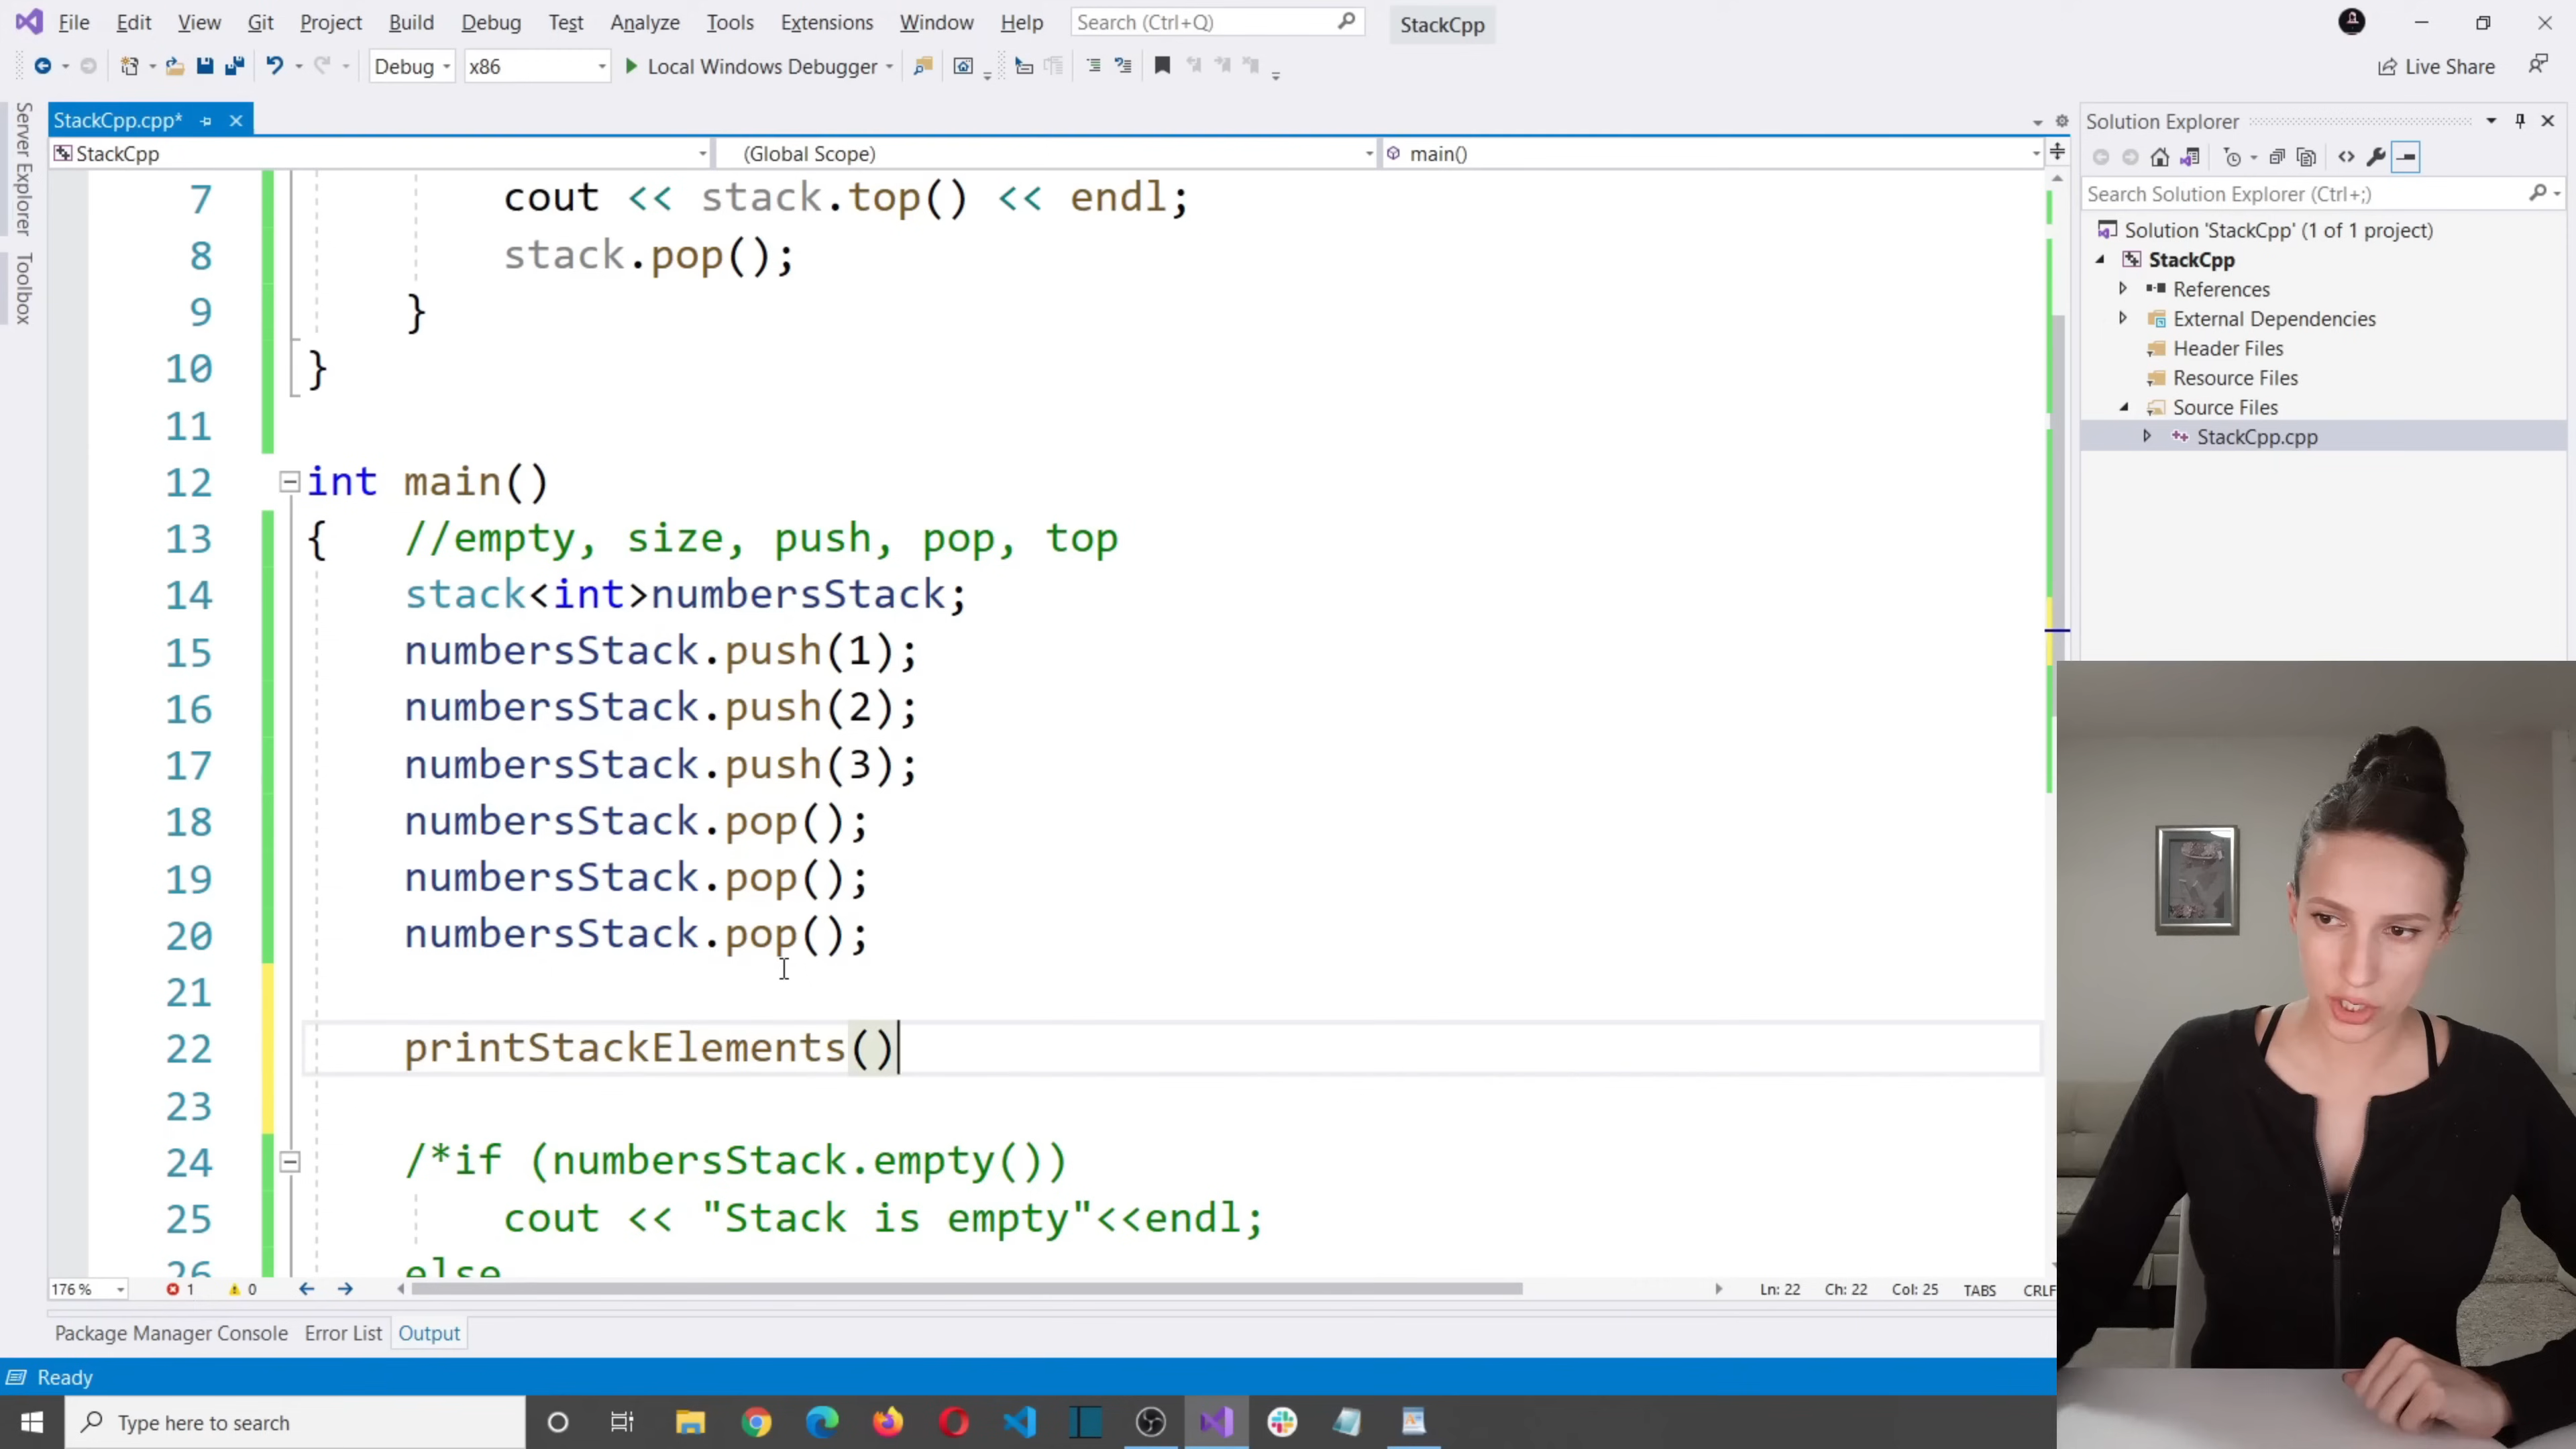 File Edit View Git Project Build Debug Test Analyze Tools Extensions Window Help Search (Ctrl+Q) StackCpp
Debug x86 Local Windows Debugger Live Share
Server Explorer
Toolbox
StackCpp.cpp*
StackCpp (Global Scope) main()
7 cout << stack.top() << endl;
8 stack.pop();
9 }
10 }
11
12 int main()
13 { //empty, size, push, pop, top
14 stack<int>numbersStack;
15 numbersStack.push(1);
16 numbersStack.push(2);
17 numbersStack.push(3);
18 numbersStack.pop();
19 numbersStack.pop();
20 numbersStack.pop();
21
22 printStackElements()
23
24 /*if (numbersStack.empty())
25 cout << "Stack is empty"<<endl;
26 else
176 % 1 0 Ln: 22 Ch: 22 Col: 25 TABS CRLF
Package Manager Console Error List Output
Ready
Solution Explorer
Search Solution Explorer (Ctrl+;)
Solution 'StackCpp' (1 of 1 project)
StackCpp
References
External Dependencies
Header Files
Resource Files
Source Files
StackCpp.cpp
Type here to search